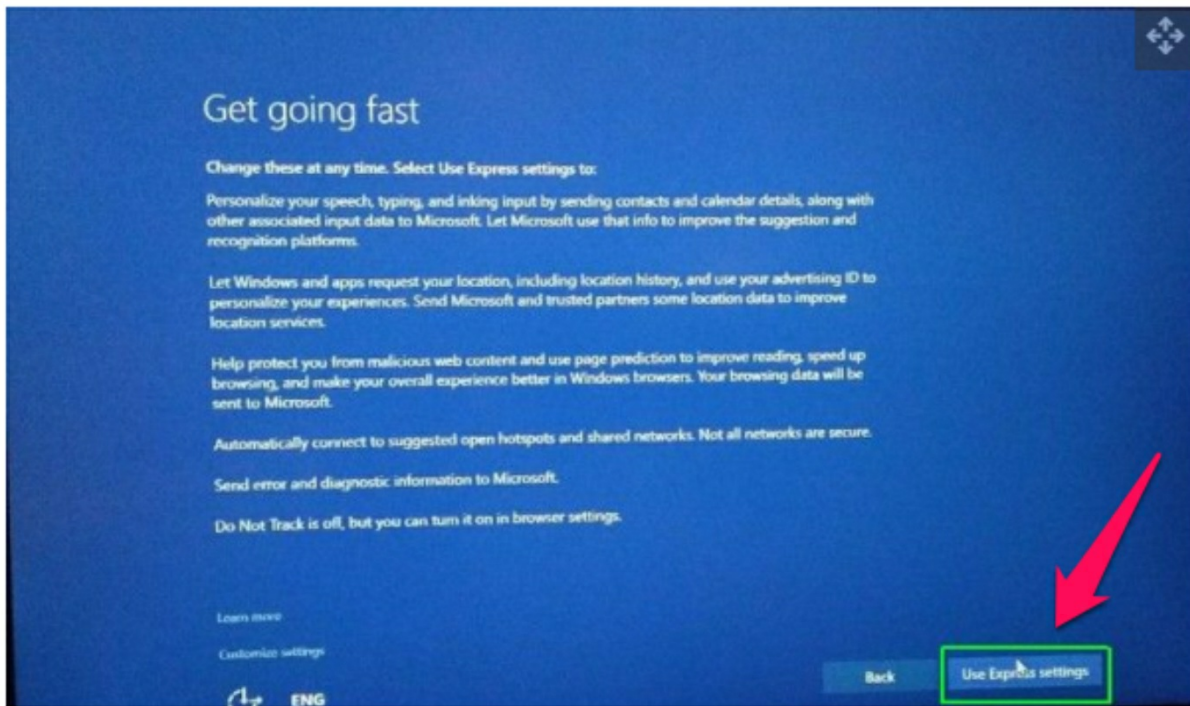 Get going fast
Change these at any time. Select Use Express settings to:
Personalize your speech, typing, and inking input by sending contacts and calendar details, along with
other associated input data to Microsoft. Let Microsoft use that info to improve the suggestion and
recognition platforms.
Let Windows and apps request your location, including location history, and use your advertising ID to
personalize your experiences. Send Microsoft and trusted partners some location data to improve
location services.
Help protect you from malicious web content and use page prediction to improve reading, speed up
browsing, and make your overall experience better in Windows browsers. Your browsing data will be
sent to Microsoft.
Automatically connect to suggested open hotspots and shared networks. Not all networks are secure.
Send error and diagnostic information to Microsoft.
Do Not Track is off, but you can turn it on in browser settings.
Learn more
Customize settings
Back
Use Express settings
ENG